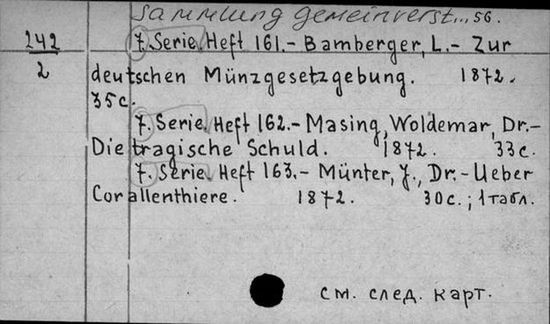 Sammlung gemeinverst..., 56.
242
2
7. Serie. Heft 161.- Bamberger, L.- Zur
deutschen Münzgesetzgebung. 1872.
35c.
7. Serie. Heft 162.- Masing, Woldemar, Dr.-
Die tragische Schuld. 1872. 33c.
7. Serie. Heft 163.- Münter, J., Dr.- Ueber
Corallenthiere. 1872. 30c.; 1 табл.
см. след. карт.